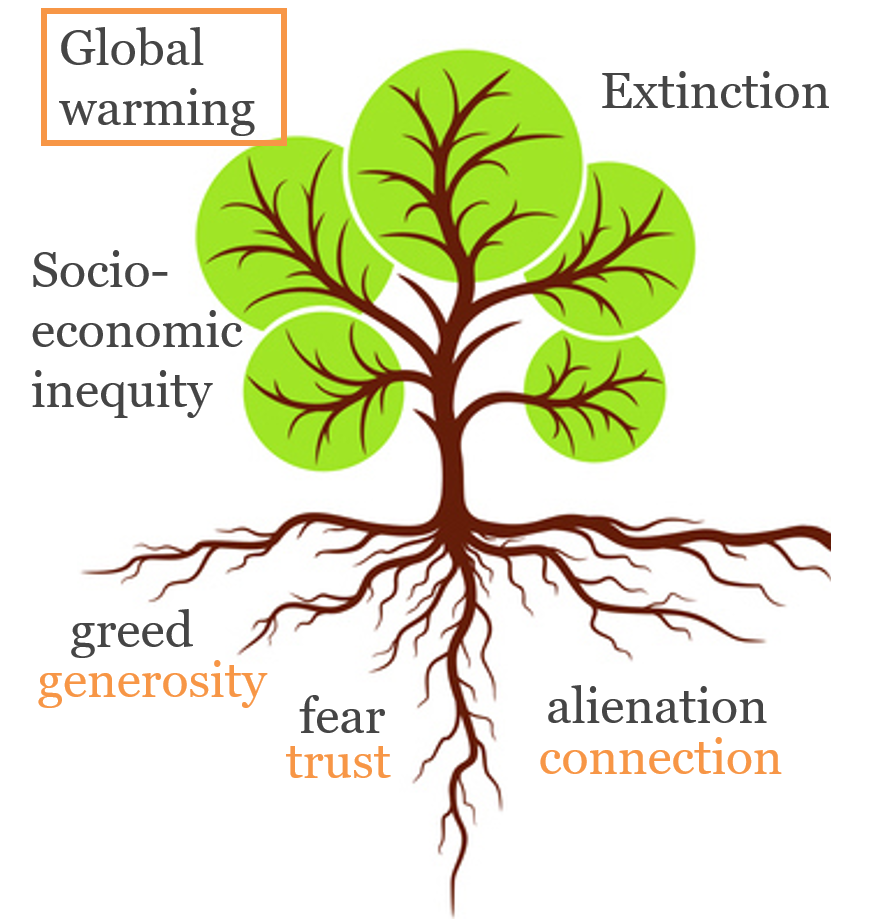 Global
warming
Extinction
Socio-
economic
inequity
greed
generosity
fear
trust
alienation
connection